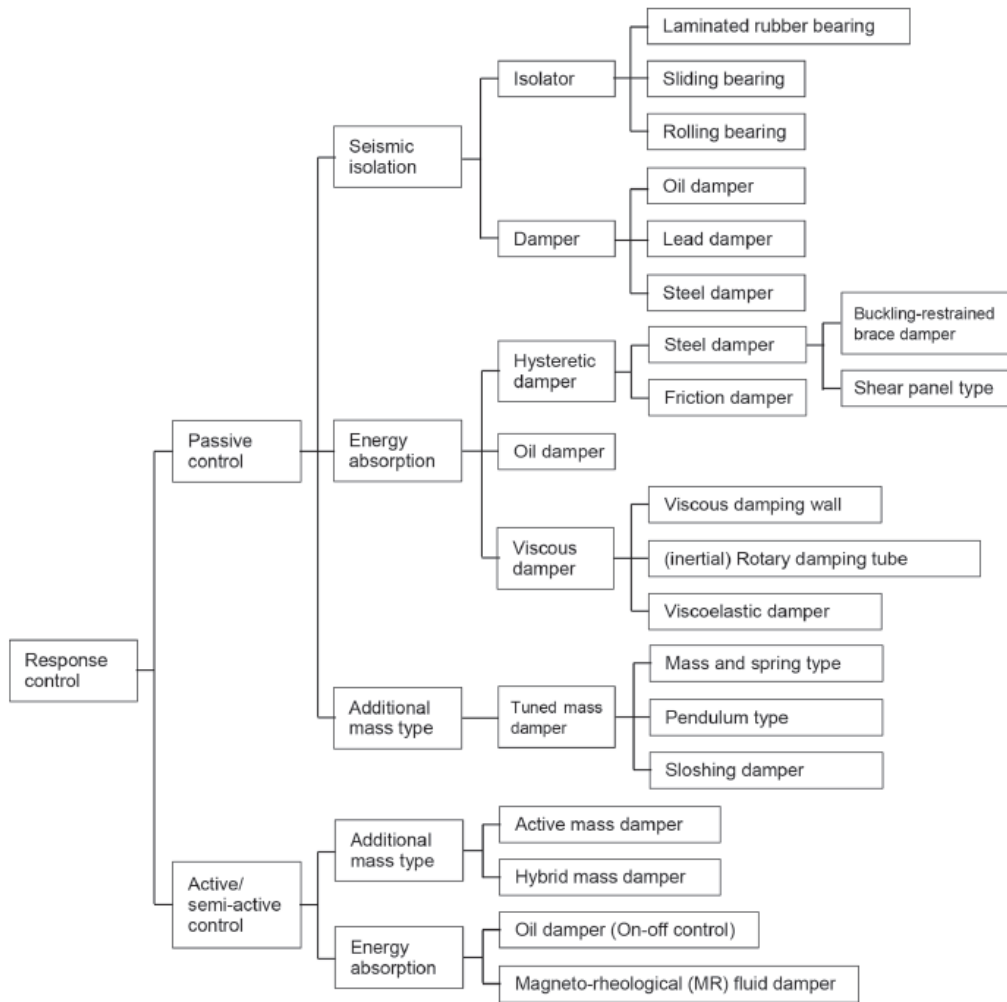 Laminated rubber bearing
Isolator
Sliding bearing
Rolling bearing
Seismic
isolation
Oil damper
Damper
Lead damper
Steel damper
Buckling-restrained
brace damper
Hysteretic
damper
Steel damper
Shear panel type
Friction damper
Passive
control
Energy
absorption
Oil damper
Viscous damping wall
Viscous
damper
(inertial) Rotary damping tube
Viscoelastic damper
Response
control
Mass and spring type
Additional
mass type
Tuned mass
damper
Pendulum type
Sloshing damper
Additional
mass type
Active mass damper
Hybrid mass damper
Active/
semi-active
control
Oil damper (On-off control)
Energy
absorption
Magneto-rheological (MR) fluid damper